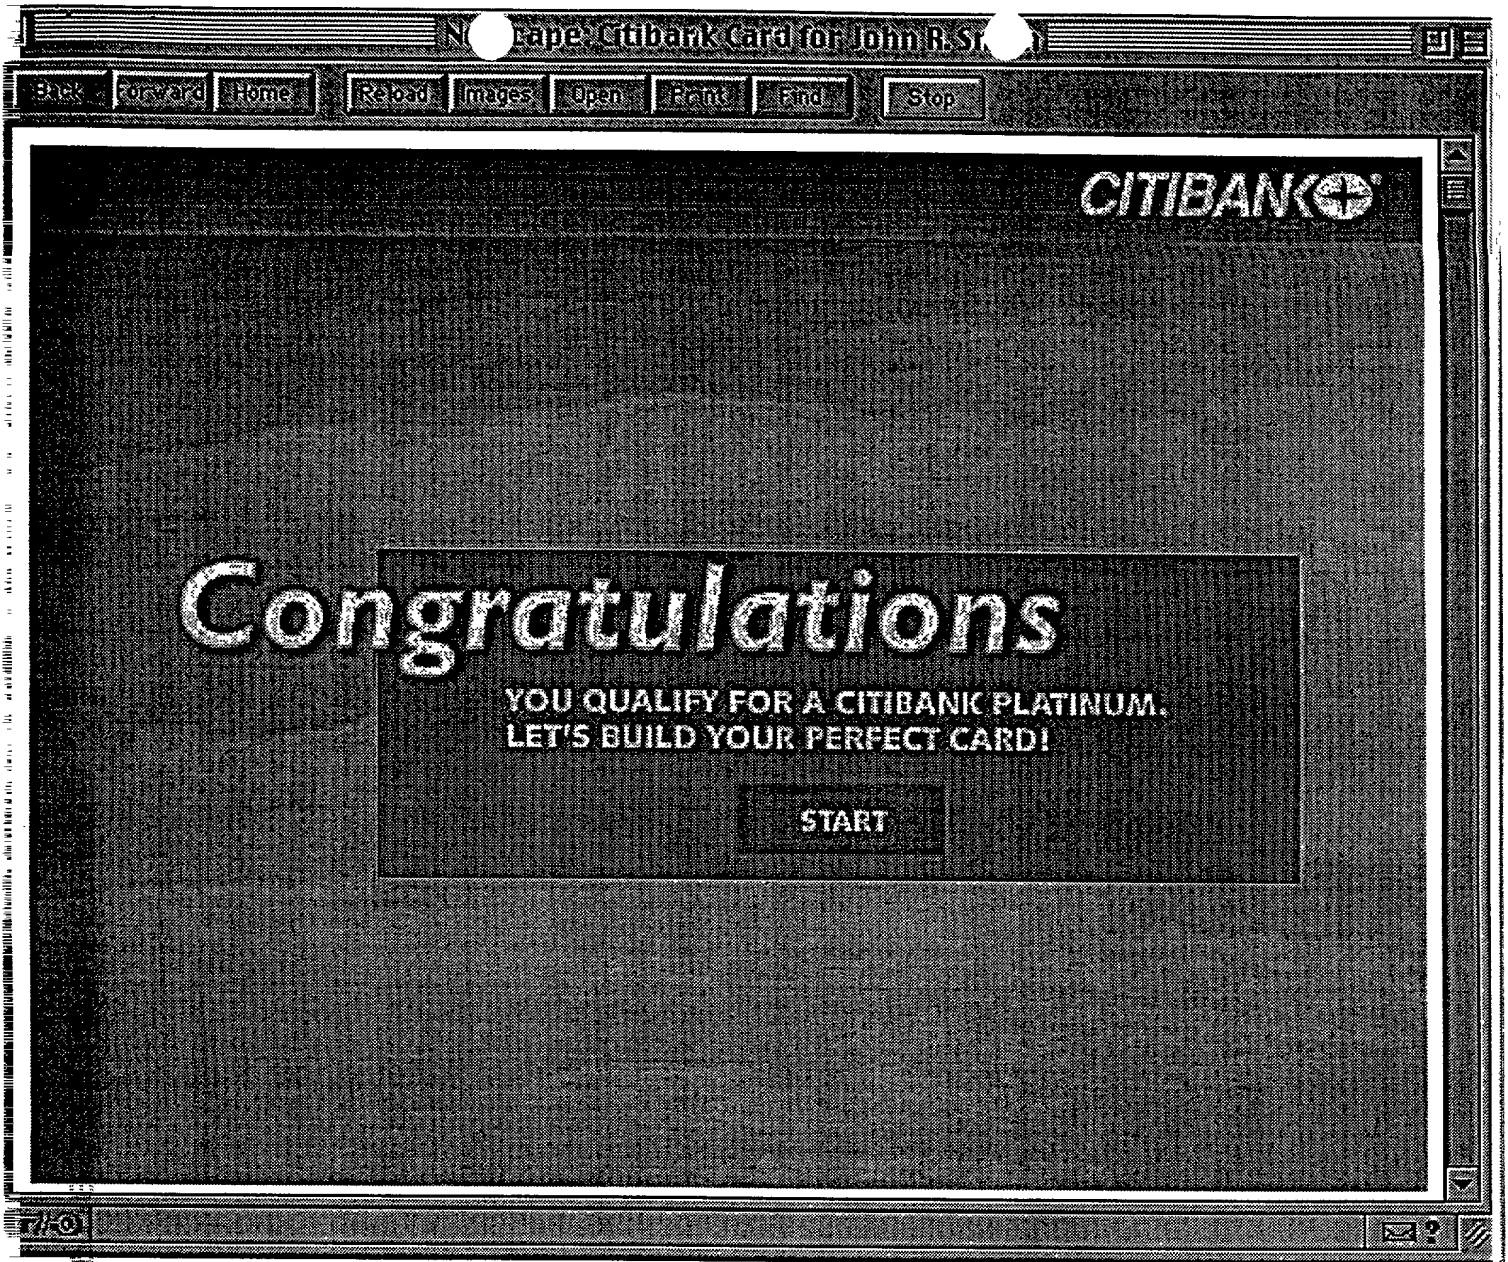 cape: Citibank Card for John R.
Back Forward Home Reload Images Open Print Find Stop
CITIBANK
Congratulations
YOU QUALIFY FOR A CITIBANK PLATINUM.
LET'S BUILD YOUR PERFECT CARD!
START
?